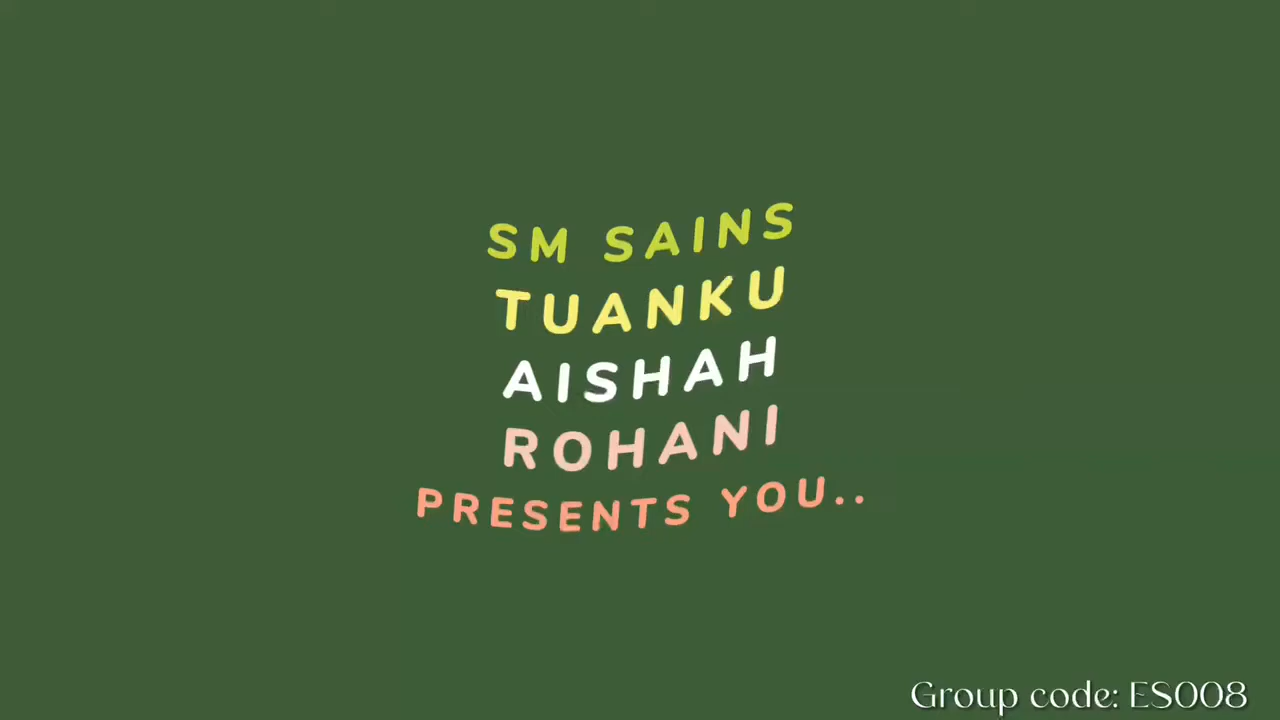 SM SAINS
TUANKU
AISHAH
ROHANI
PRESENTS YOU..
Group code: ES008